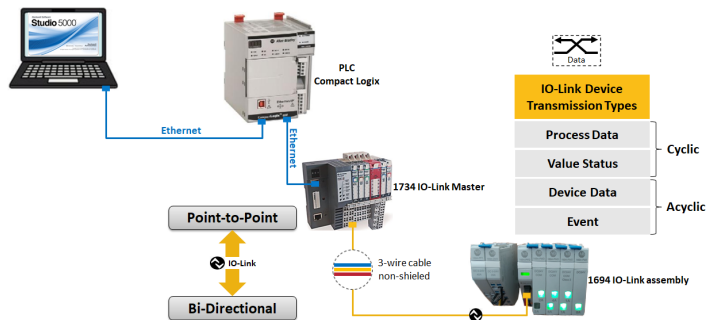 Studio 5000
Allen-Bradley
PLC
Compact Logix
Data
IO-Link Device
Transmission Types
Ethernet
Ethernet
Process Data
Cyclic
Value Status
1734 IO-Link Master
Device Data
Acyclic
Point-to-Point
Event
IO-Link
3-wire cable
non-shielded
1694 IO-Link assembly
Bi-Directional